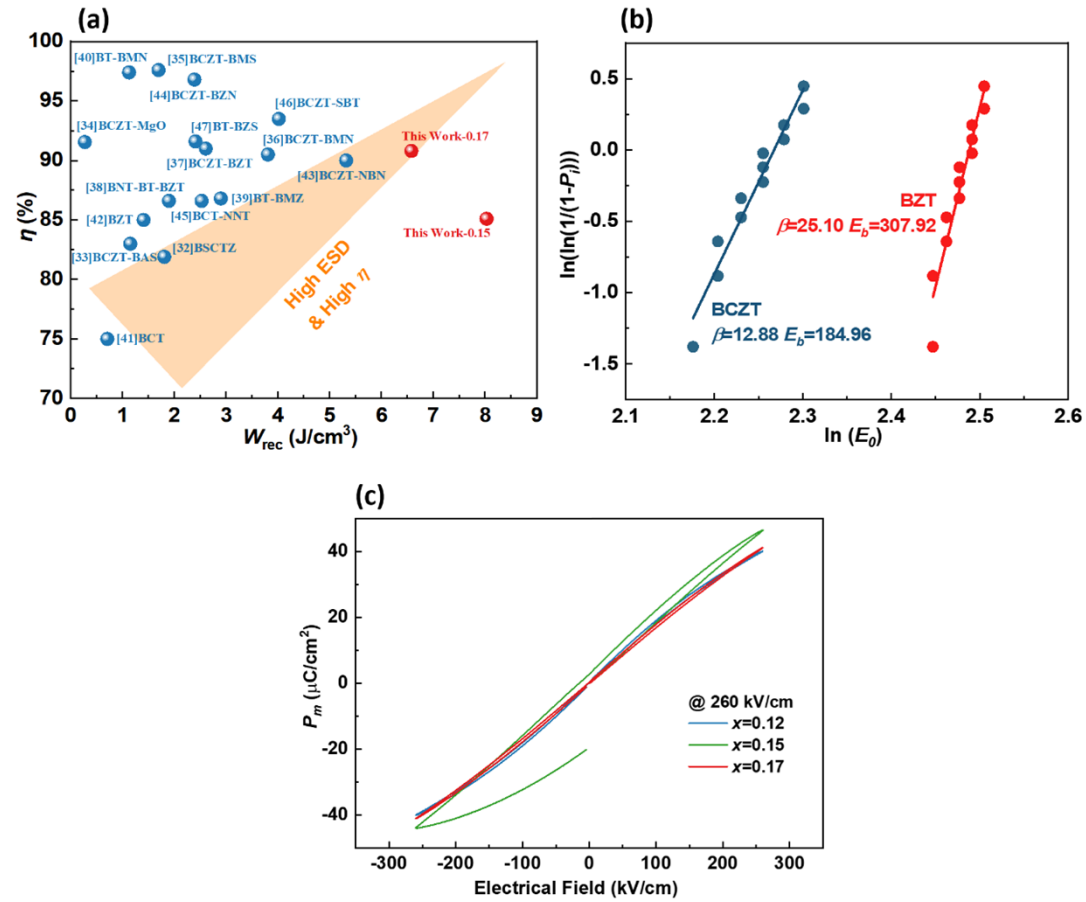 (a)
100
95
90
85
80
75
70
η (%)
0 1 2 3 4 5 6 7 8 9
W_rec (J/cm³)
[40]BT-BMN
[35]BCZT-BMS
[44]BCZT-BZN
[46]BCZT-SBT
[34]BCZT-MgO
[47]BT-BZS
[36]BCZT-BMN
This Work-0.17
[37]BCZT-BZT
[43]BCZT-NBN
[38]BNT-BT-BZT
[39]BT-BMZ
[42]BZT
[45]BCT-NNT
This Work-0.15
[33]BCZT-BAS
[32]BSCTZ
[41]BCT
High ESD
& High η
(b)
0.5
0.0
-0.5
-1.0
-1.5
ln(ln(1/(1-Pᵢ)))
2.1 2.2 2.3 2.4 2.5 2.6
ln (E₀)
BZT
β=25.10 E_b=307.92
BCZT
β=12.88 E_b=184.96
(c)
40
20
0
-20
-40
P_m (μC/cm²)
-300 -200 -100 0 100 200 300
Electrical Field (kV/cm)
@ 260 kV/cm
x=0.12
x=0.15
x=0.17